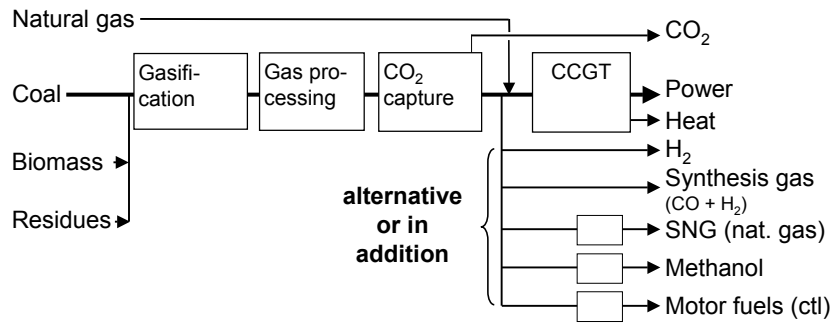 Natural gas
CO₂
Gasifi-
cation
Gas pro-
cessing
CO₂
capture
CCGT
Coal
Power
Heat
Biomass
H₂
alternative
or in
addition
Synthesis gas
(CO + H₂)
Residues
SNG (nat. gas)
Methanol
Motor fuels (ctl)